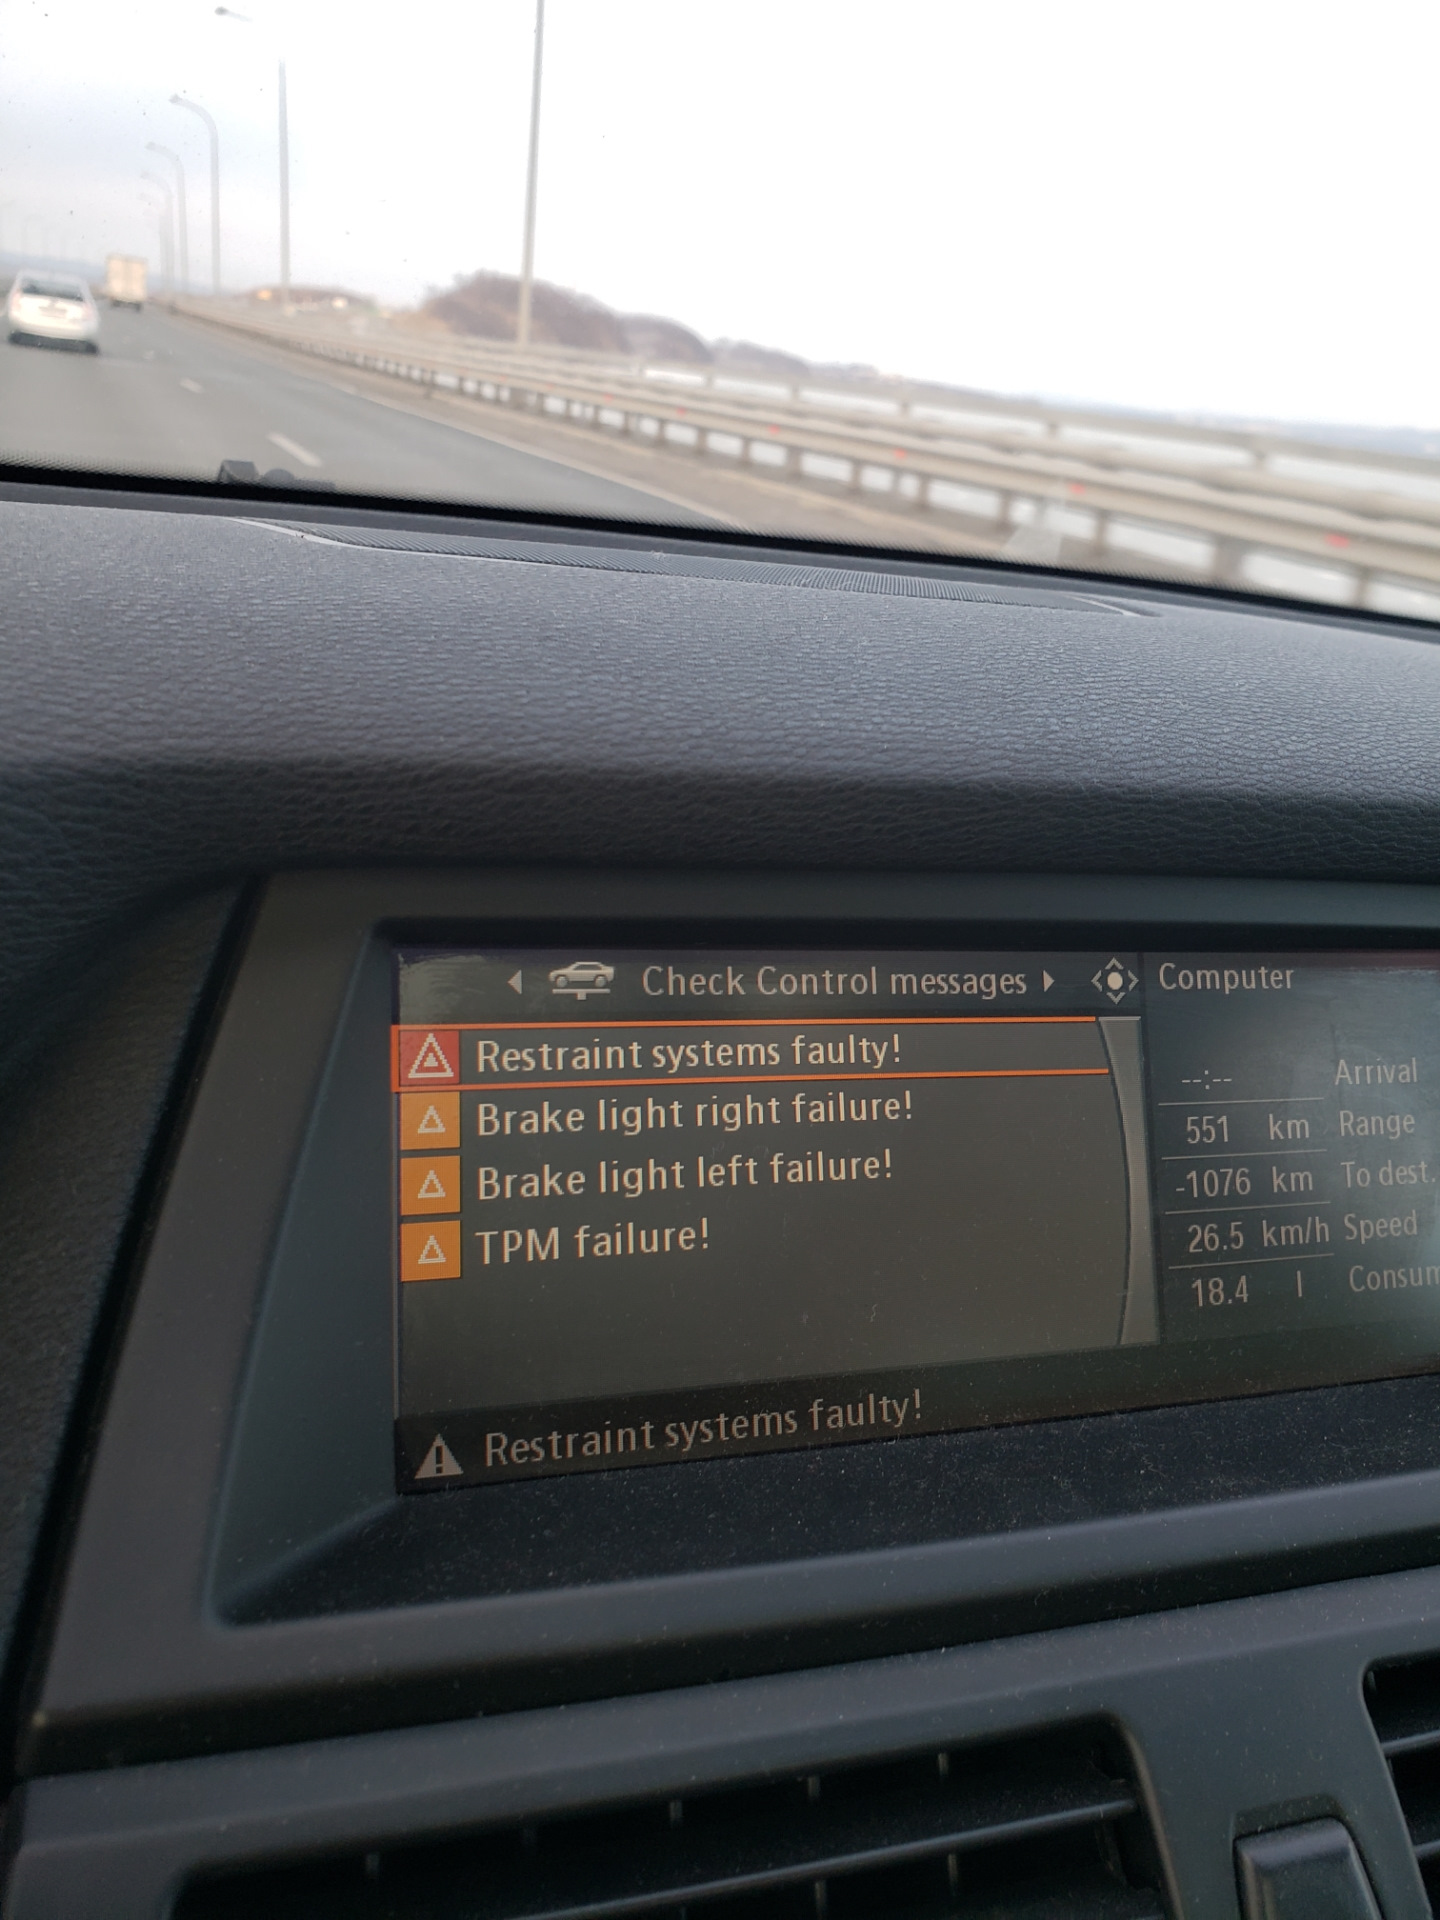 Check Control messages
Restraint systems faulty!
Brake light right failure!
Brake light left failure!
TPM failure!
Restraint systems faulty!
Computer
--:-- Arrival
551 km Range
-1076 km To dest.
26.5 km/h Speed
18.4 l